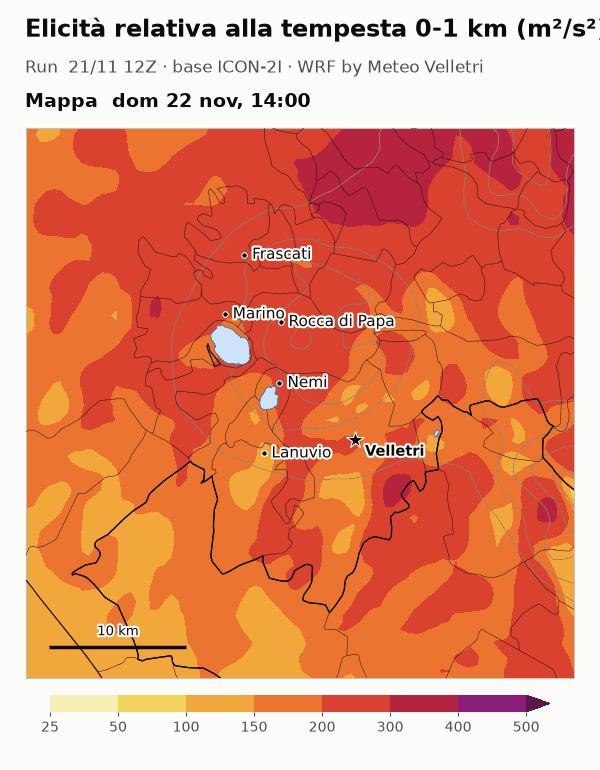 Elicità relativa alla tempesta 0-1 km (m²/s²)
Run 21/11 12Z · base ICON-2I · WRF by Meteo Velletri
Mappa dom 22 nov, 14:00
Frascati
Marino
Rocca di Papa
Nemi
Velletri
Lanuvio
10 km
25 50 100 150 200 300 400 500